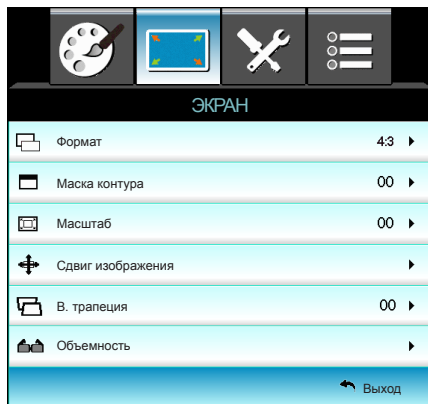 ЭКРАН
Формат 4:3
Маска контура 00
Масштаб 00
Сдвиг изображения
В. трапеция 00
Объемность
Выход